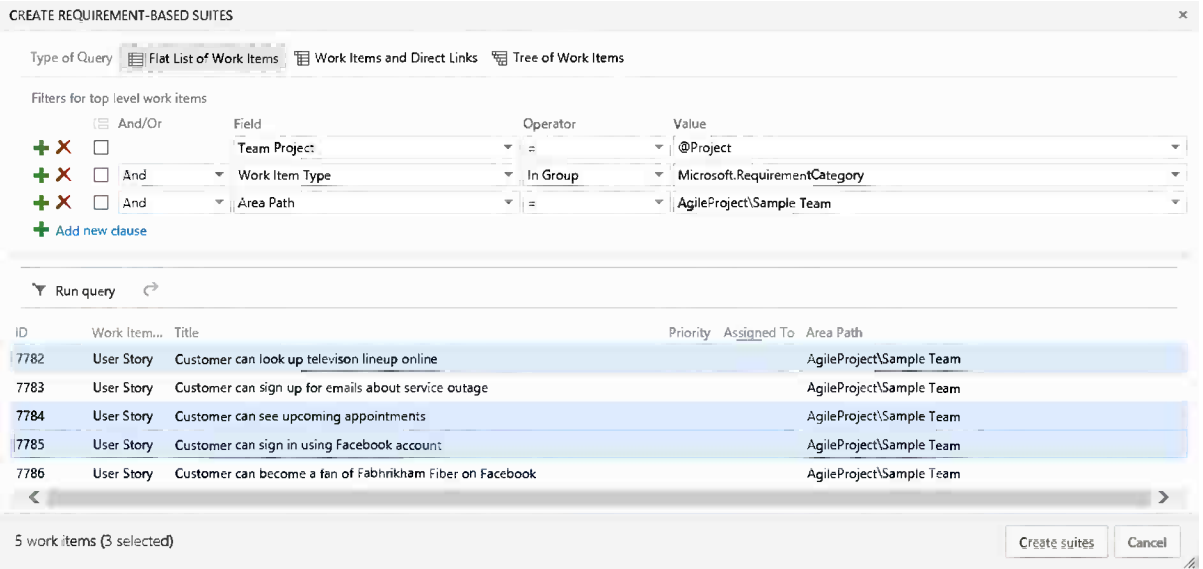 CREATE REQUIREMENT-BASED SUITES
Type of Query Flat List of Work Items Work Items and Direct Links Tree of Work Items
Filters for top level work items
And/Or Field Operator Value
Team Project = @Project
And Work Item Type In Group Microsoft.RequirementCategory
And Area Path = AgileProject\Sample Team
Add new clause
Run query
ID Work Item... Title Priority Assigned To Area Path
7782 User Story Customer can look up televison lineup online AgileProject\Sample Team
7783 User Story Customer can sign up for emails about service outage AgileProject\Sample Team
7784 User Story Customer can see upcoming appointments AgileProject\Sample Team
7785 User Story Customer can sign in using Facebook account AgileProject\Sample Team
7786 User Story Customer can become a fan of Fabhrikham Fiber on Facebook AgileProject\Sample Team
5 work items (3 selected) Create suites Cancel